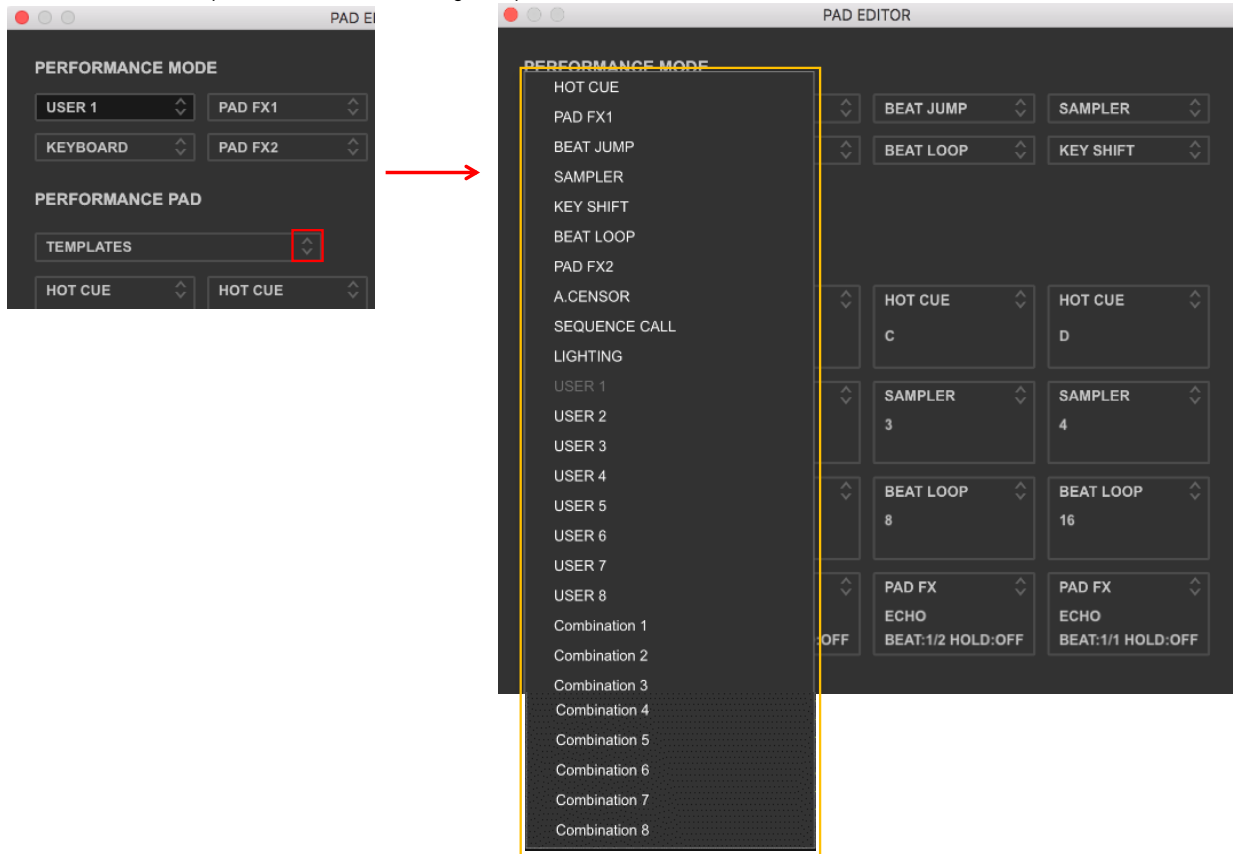 PAD E
PERFORMANCE MODE
USER 1
PAD FX1
KEYBOARD
PAD FX2
PERFORMANCE PAD
TEMPLATES
HOT CUE
HOT CUE
PAD EDITOR
PERFORMANCE MODE
HOT CUE
PAD FX1
BEAT JUMP
SAMPLER
KEY SHIFT
BEAT LOOP
PAD FX2
A.CENSOR
SEQUENCE CALL
LIGHTING
USER 1
USER 2
USER 3
USER 4
USER 5
USER 6
USER 7
USER 8
Combination 1
Combination 2
Combination 3
Combination 4
Combination 5
Combination 6
Combination 7
Combination 8
BEAT JUMP
SAMPLER
BEAT LOOP
KEY SHIFT
HOT CUE
C
HOT CUE
D
SAMPLER
3
SAMPLER
4
BEAT LOOP
8
BEAT LOOP
16
:OFF
PAD FX
ECHO
BEAT:1/2 HOLD:OFF
PAD FX
ECHO
BEAT:1/1 HOLD:OFF